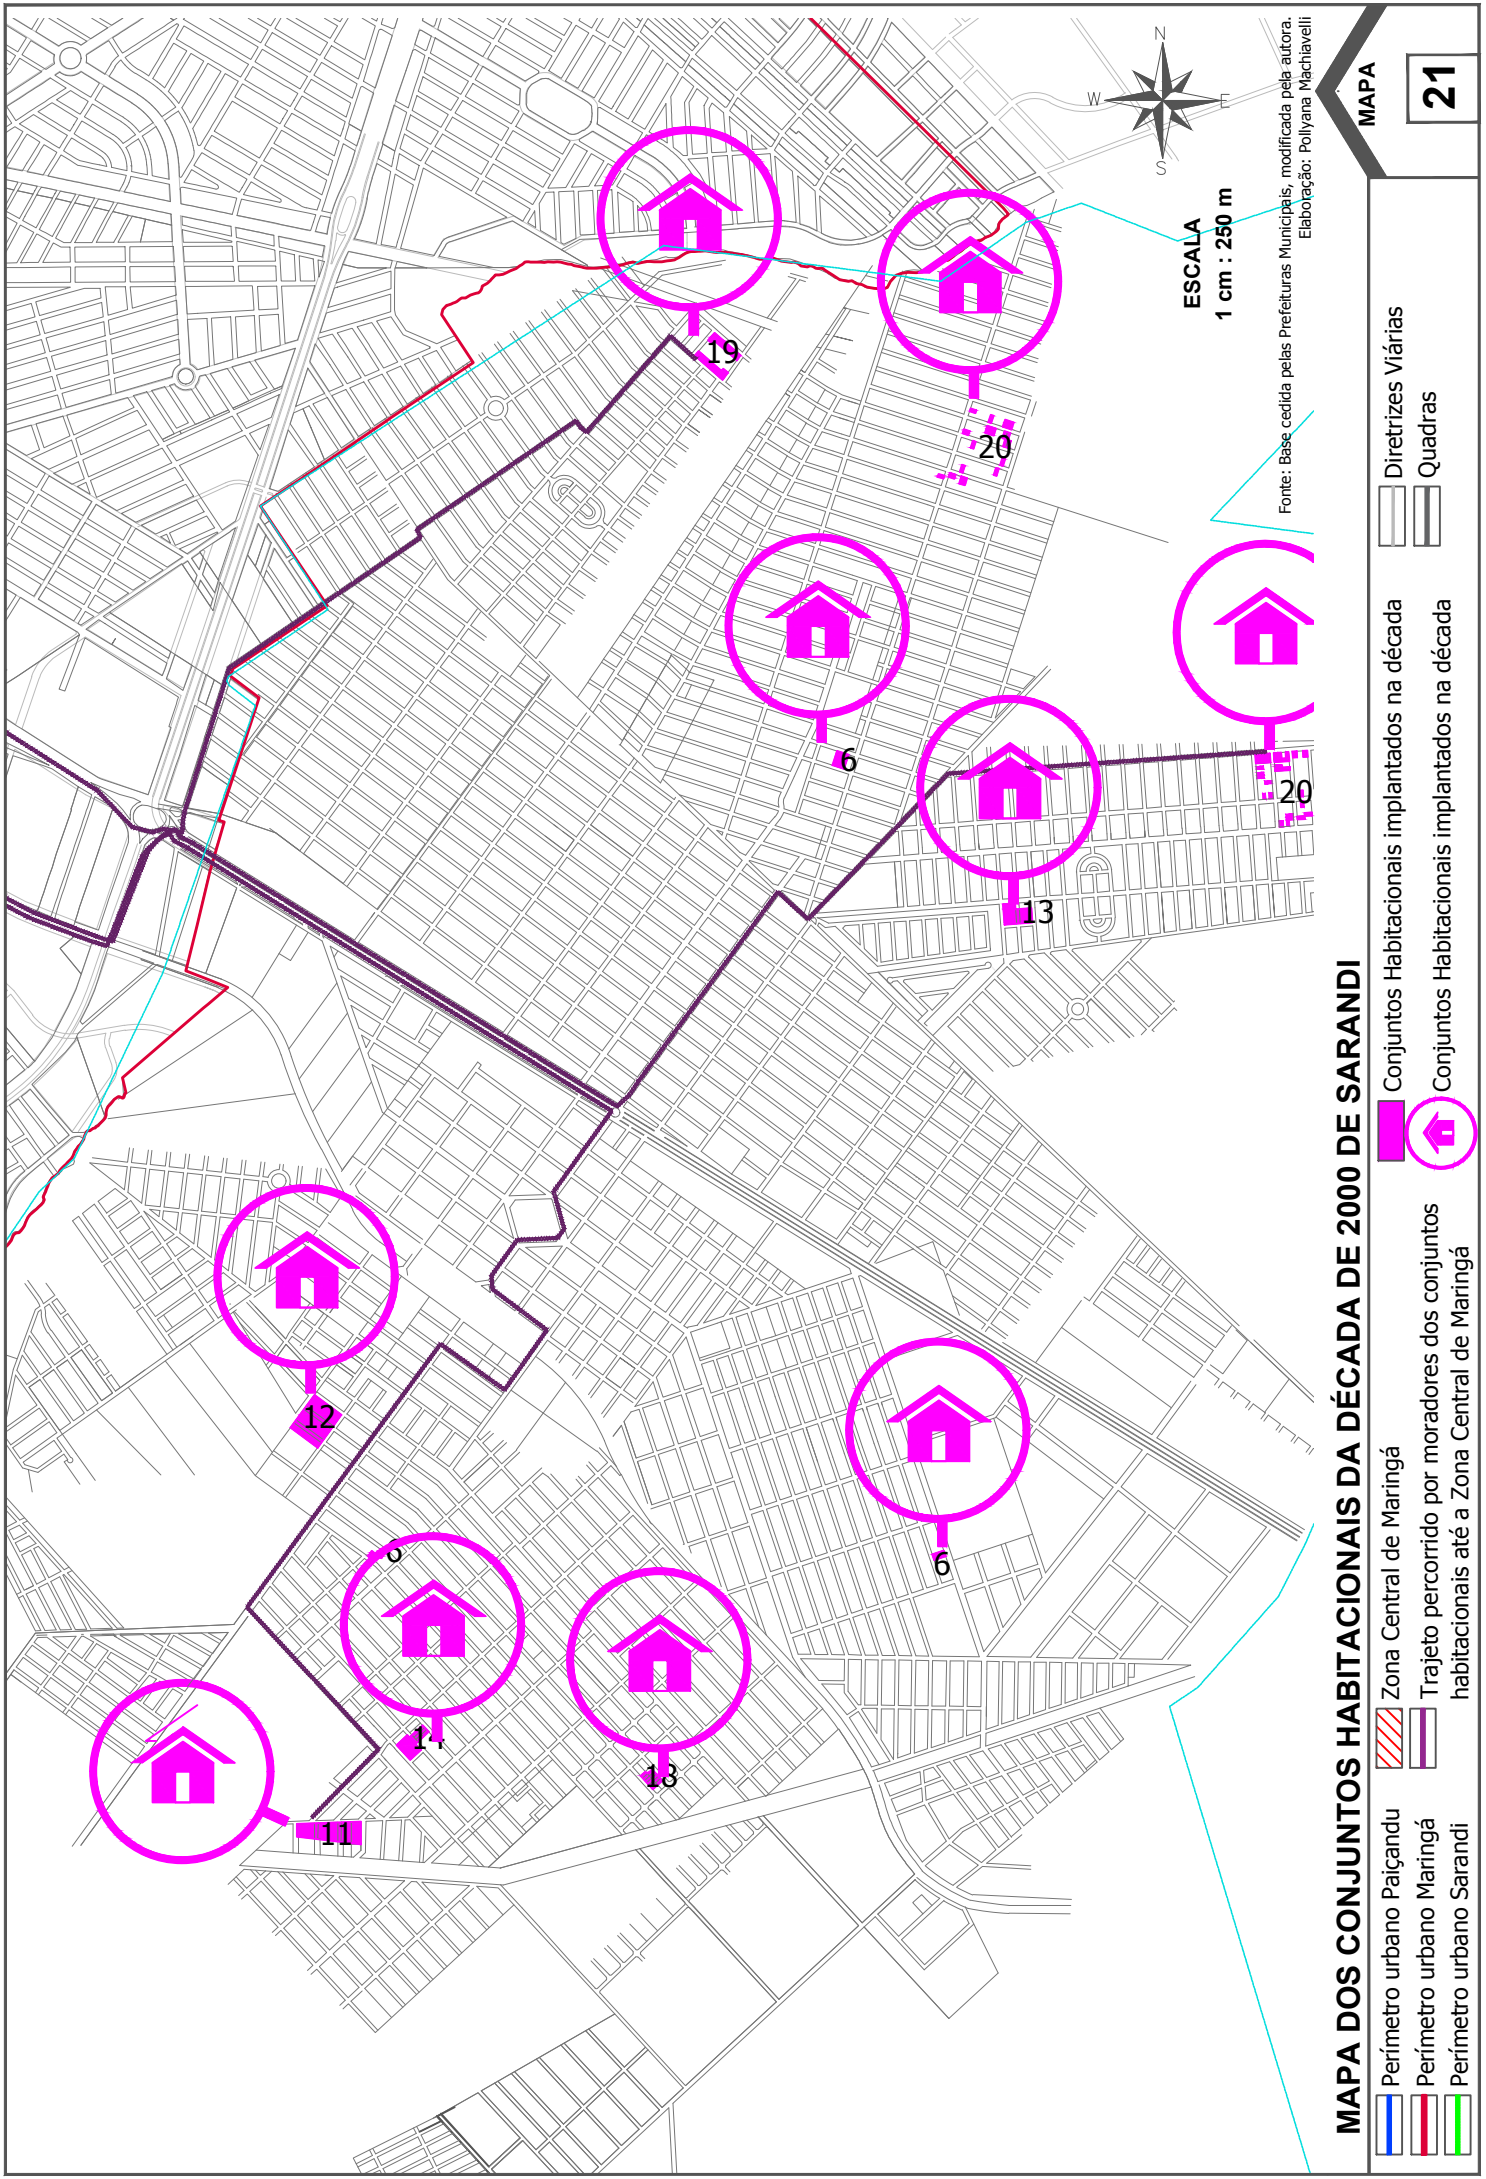 N
W
E
S
ESCALA
1 cm : 250 m
Fonte: Base cedida pelas Prefeituras Municipais, modificada pela autora.
Elaboração: Pollyana Machiavelli
MAPA
21
19
20
6
13
20
12
6
6
14
18
11
MAPA DOS CONJUNTOS HABITACIONAIS DA DÉCADA DE 2000 DE SARANDI
Perímetro urbano Paiçandu
Perímetro urbano Maringá
Perímetro urbano Sarandi
Zona Central de Maringá
Trajeto percorrido por moradores dos conjuntos
habitacionais até a Zona Central de Maringá
Conjuntos Habitacionais implantados na década
Conjuntos Habitacionais implantados na década
Diretrizes Viárias
Quadras